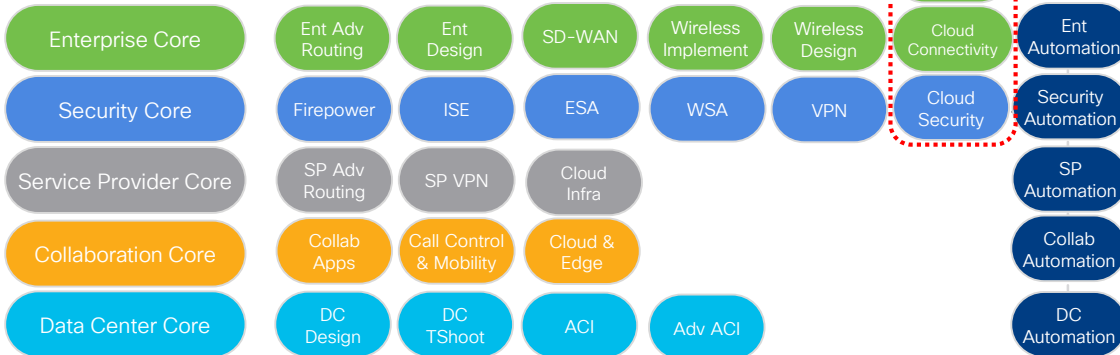 Enterprise Core
Ent Adv
Routing
Ent
Design
SD-WAN
Wireless
Implement
Wireless
Design
Cloud
Connectivity
Ent
Automation
Security Core
Firepower
ISE
ESA
WSA
VPN
Cloud
Security
Security
Automation
Service Provider Core
SP Adv
Routing
SP VPN
Cloud
Infra
SP
Automation
Collaboration Core
Collab
Apps
Call Control
& Mobility
Cloud &
Edge
Collab
Automation
Data Center Core
DC
Design
DC
TShoot
ACI
Adv ACI
DC
Automation